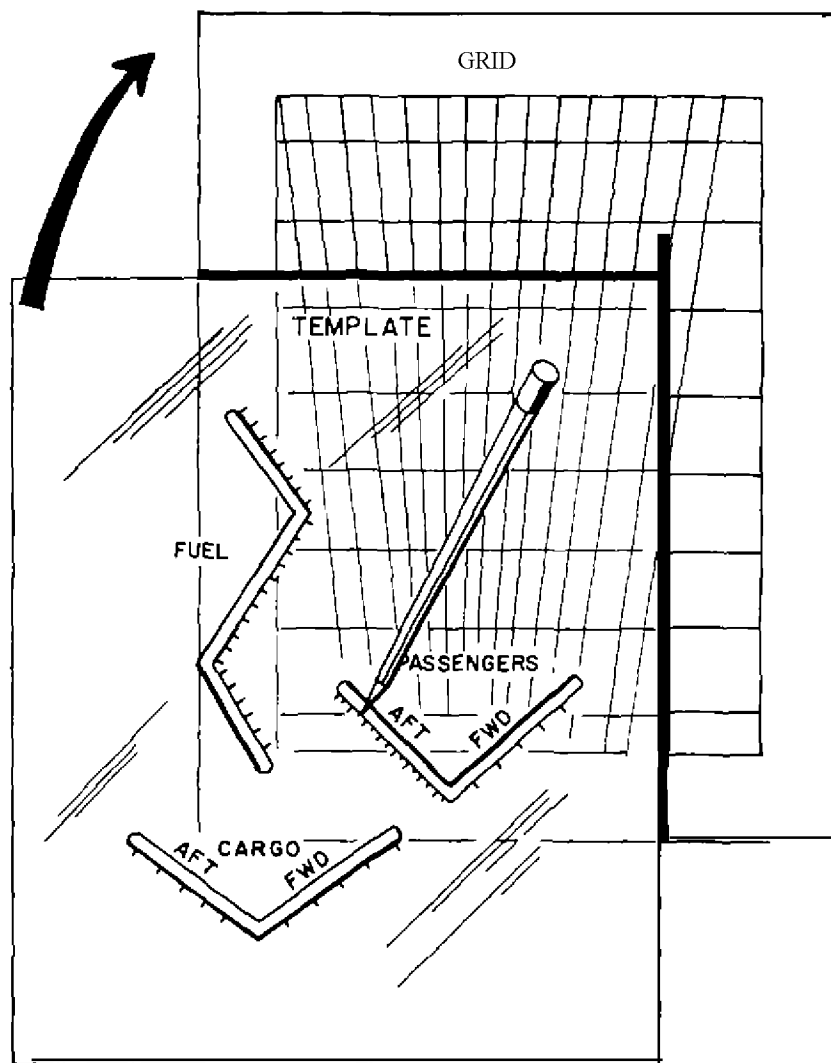 GRID
TEMPLATE
FUEL
PASSENGERS
AFT
FWD
CARGO
AFT
FWD